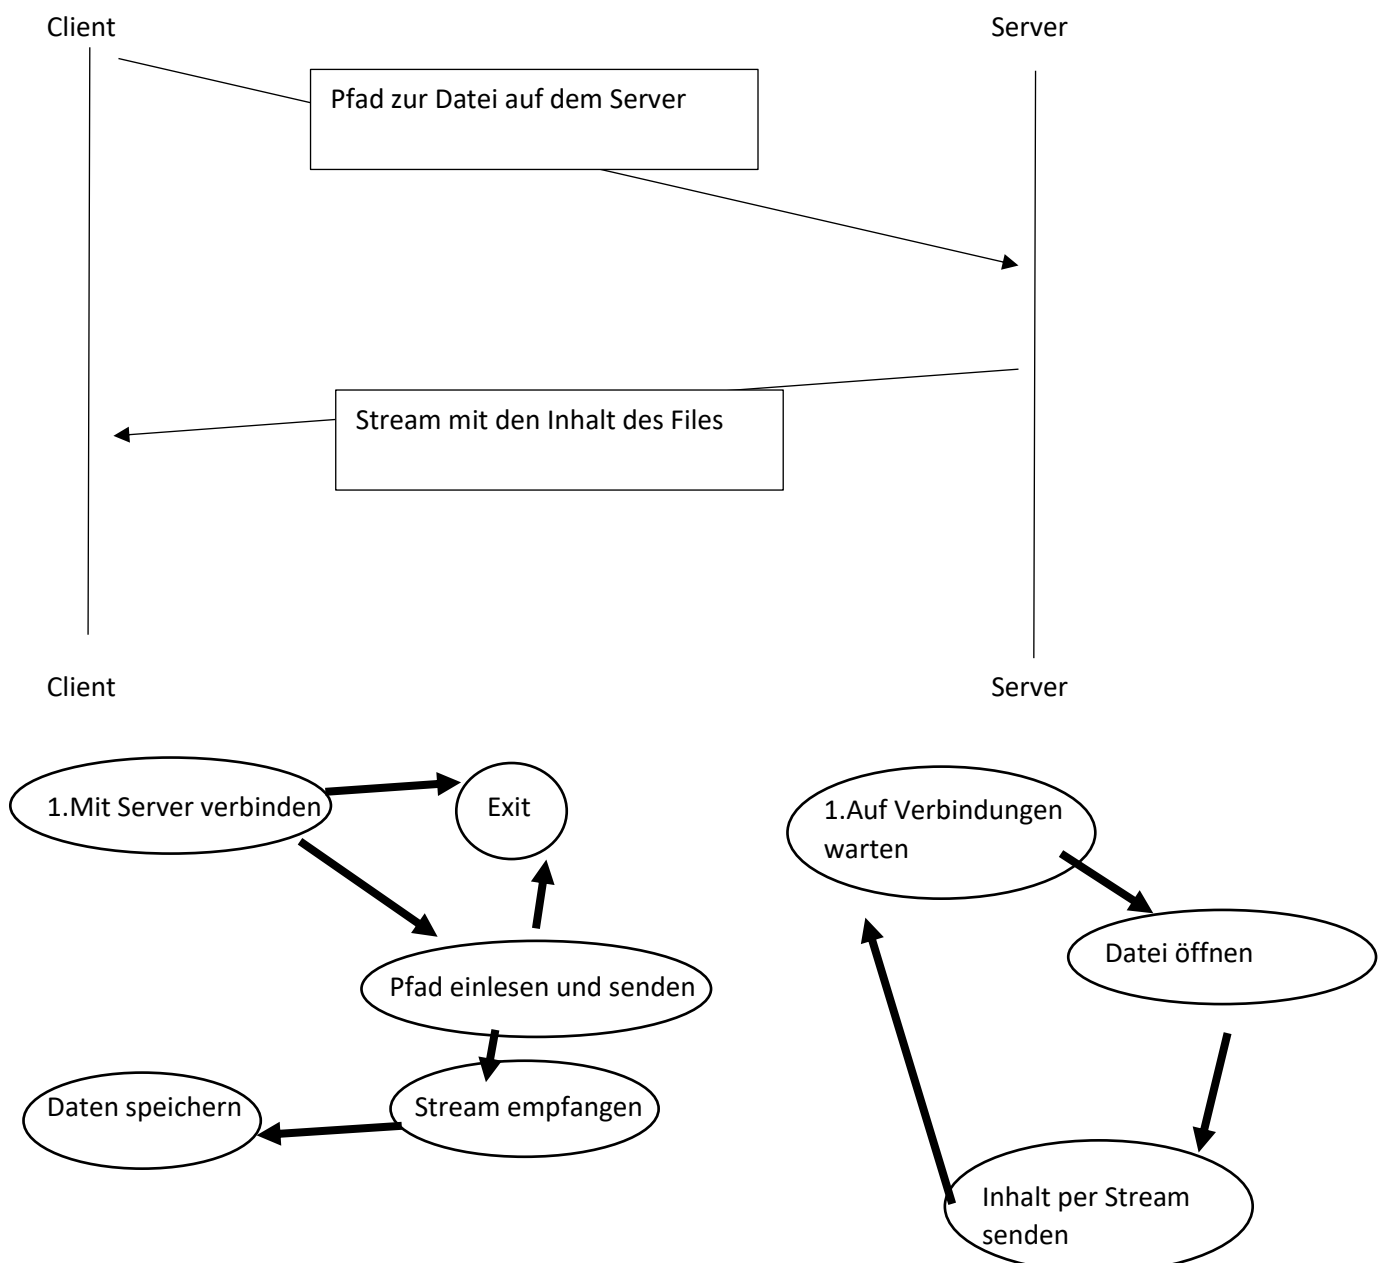 Client
Server
Pfad zur Datei auf dem Server
Stream mit den Inhalt des Files
Client
Server
1.Mit Server verbinden
Exit
1.Auf Verbindungen
warten
Datei öffnen
Pfad einlesen und senden
Daten speichern
Stream empfangen
Inhalt per Stream
senden